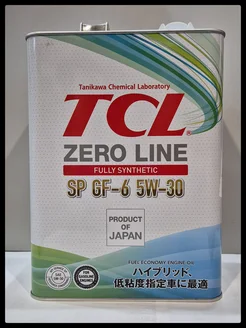 Tanikawa Chemical Laboratory
TCL
ZERO LINE
FULLY SYNTHETIC
SP GF-6 5W-30
PRODUCT
OF
JAPAN
FUEL ECONOMY ENGINE OIL
ハイブリッド、
低粘度指定車に最適